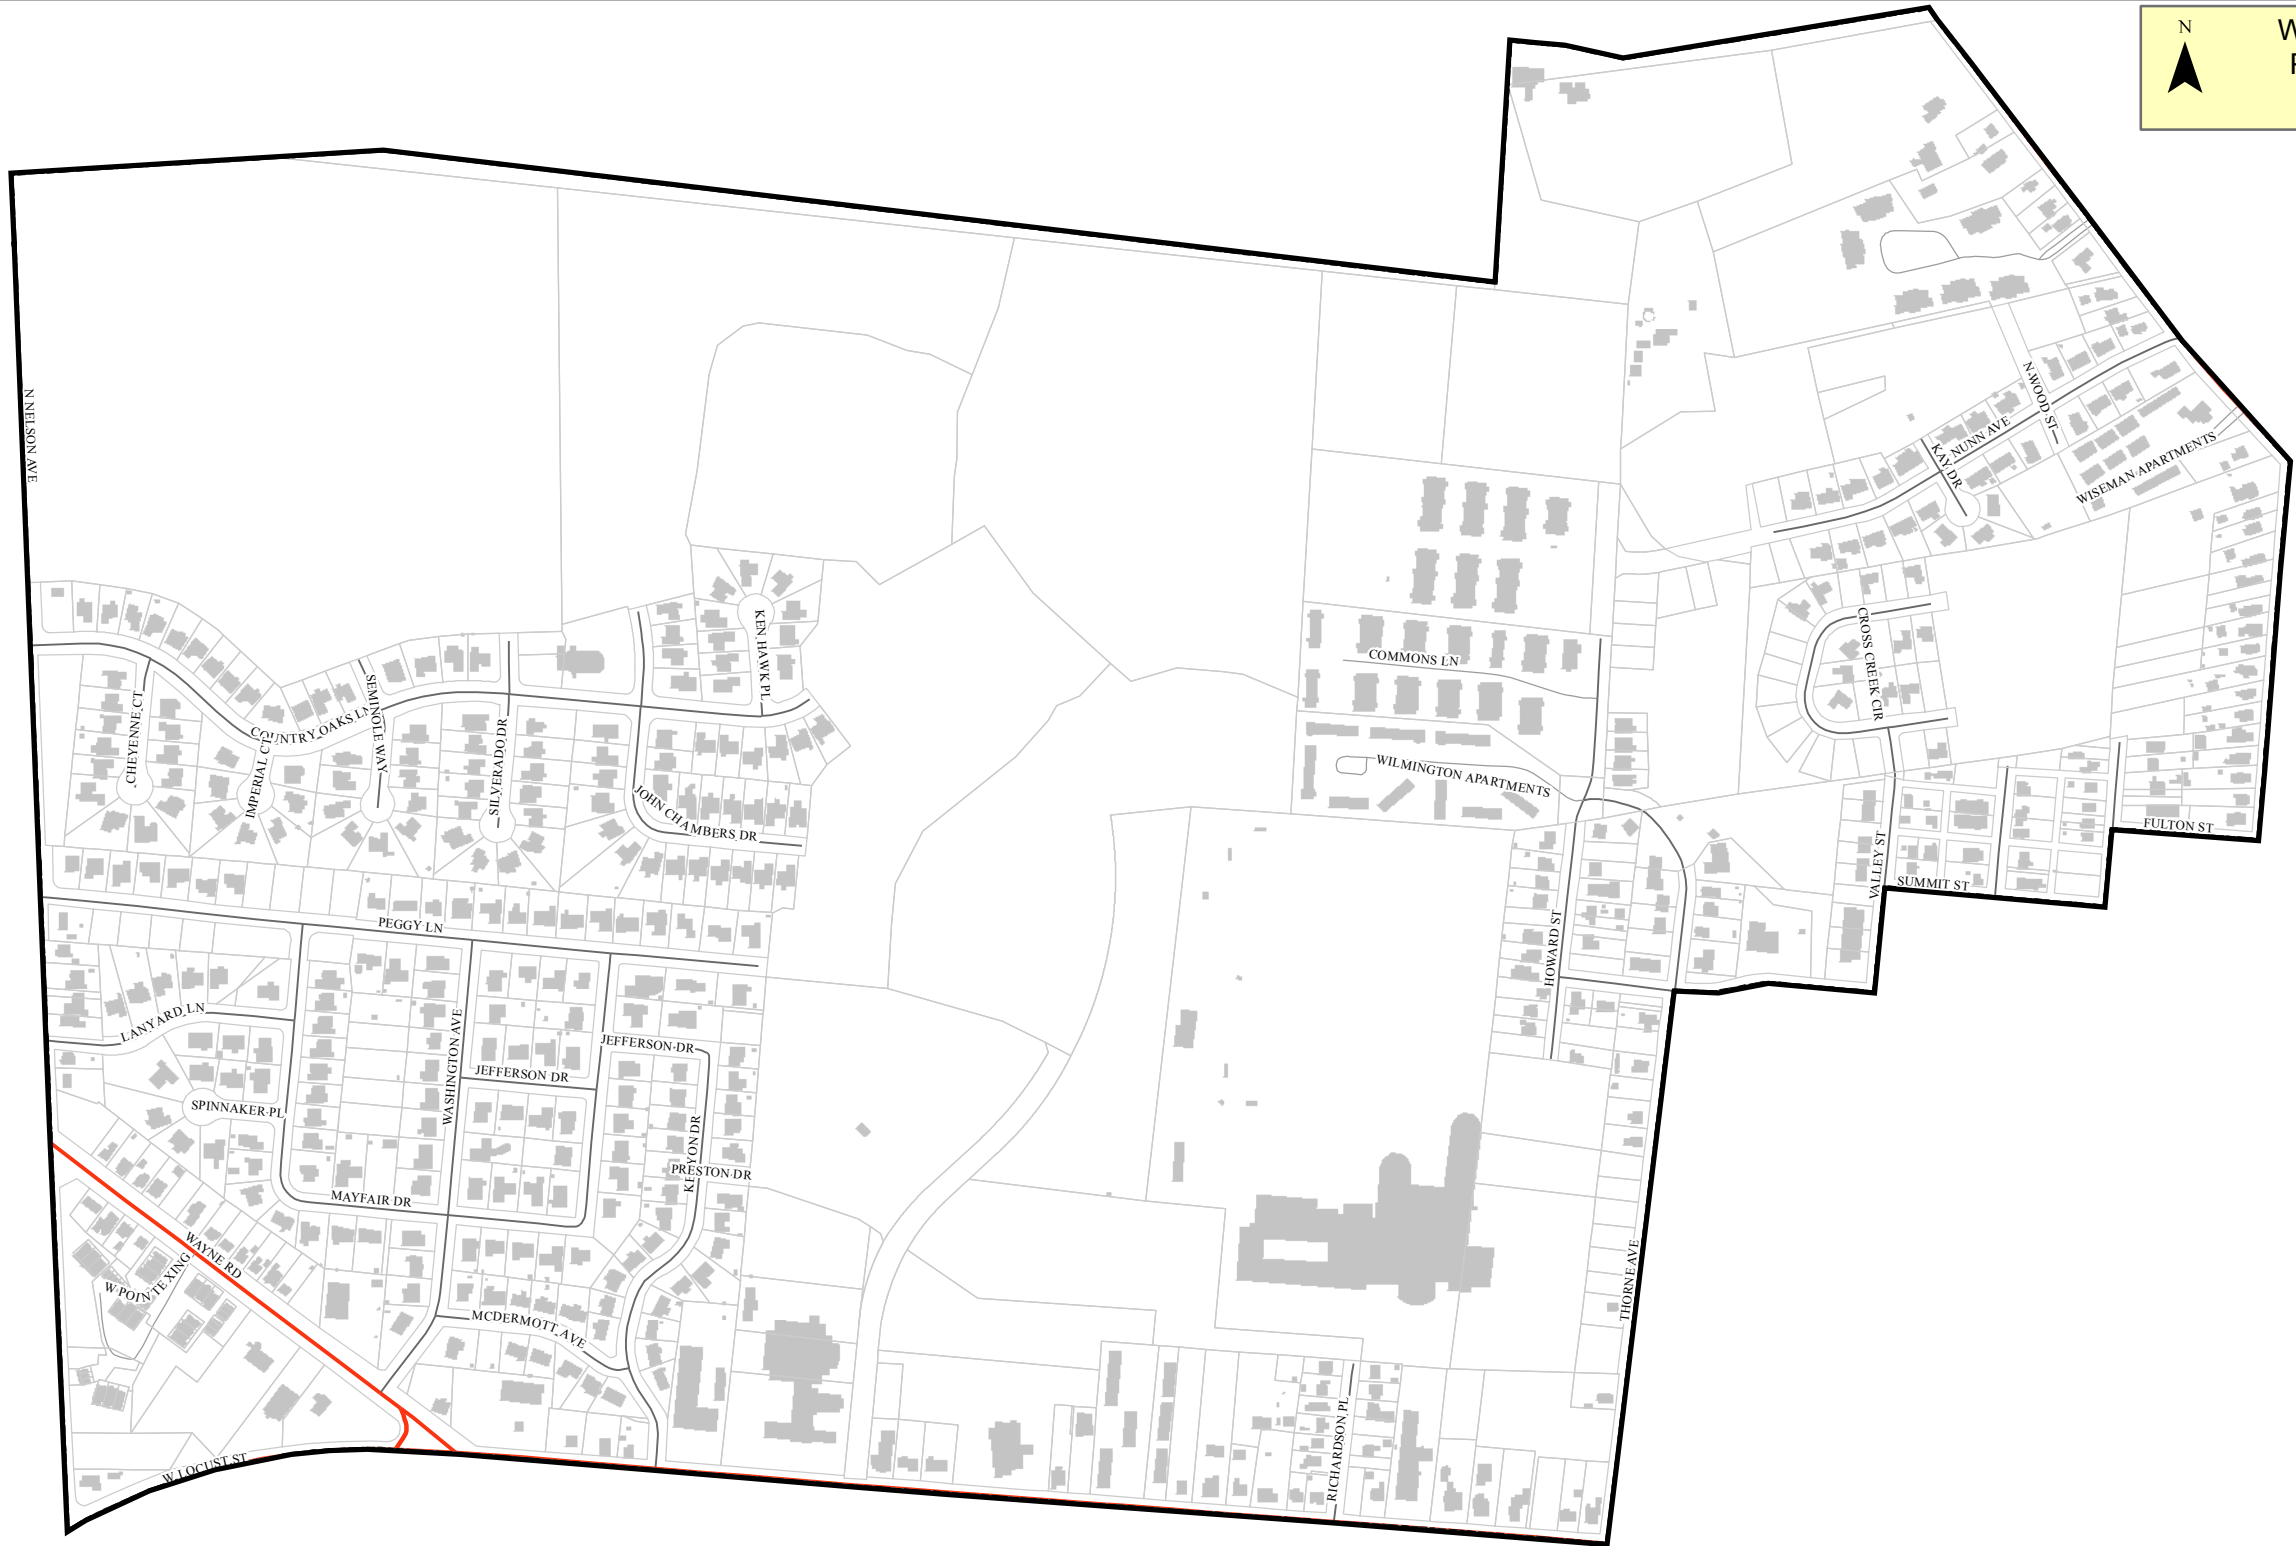 N
W
N NELSON AVE
N WOOD ST
NUNN AVE
KAY DR
WISEMAN APARTMENTS
KEN HAWK PL
CROSS CREEK CIR
COMMONS LN
SEMINOLE WAY
COUNTRY OAKS LN
CHEYENNE CT
IMPERIAL CT
SILVERADO DR
WILMINGTON APARTMENTS
JOHN CHAMBERS DR
FULTON ST
VALLEY ST
SUMMIT ST
PEGGY LN
HOWARD ST
LANYARD LN
WASHINGTON AVE
JEFFERSON DR
JEFFERSON DR
SPINNAKER PL
KENYON DR
PRESTON DR
MAYFAIR DR
WAYNE RD
W POINTE XING
MCDERMOTT AVE
THORNE AVE
RICHARDSON PL
W LOCUST ST